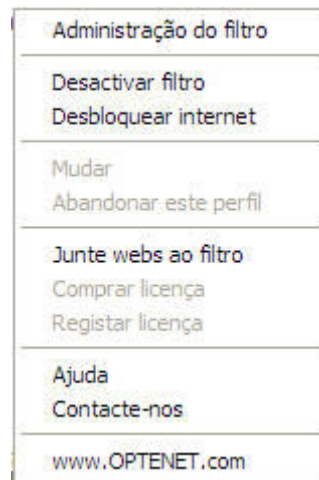 Administração do filtro
Desactivar filtro
Desbloquear internet
Mudar
Abandonar este perfil
Junte webs ao filtro
Comprar licença
Registar licença
Ajuda
Contacte-nos
www.OPTENET.com